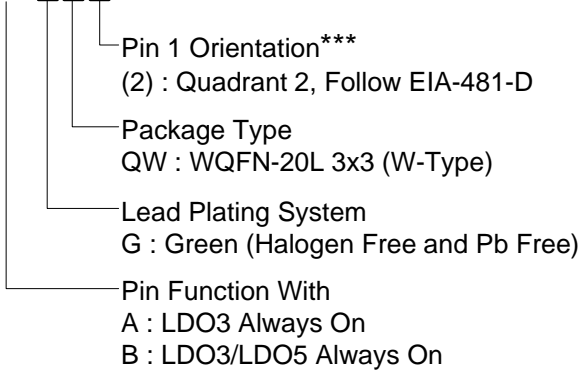 Pin 1 Orientation***
(2) : Quadrant 2, Follow EIA-481-D
Package Type
QW : WQFN-20L 3x3 (W-Type)
Lead Plating System
G : Green (Halogen Free and Pb Free)
Pin Function With
A : LDO3 Always On
B : LDO3/LDO5 Always On